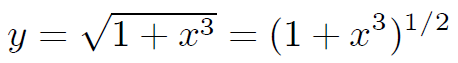 y = √(1 + x³) = (1 + x³)^{1/2}